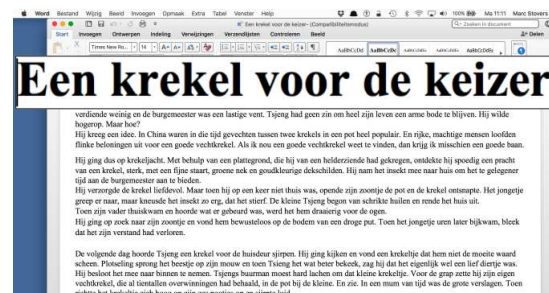 Word Bestand Wijzig Beeld Invoegen Opmaak Extra Tabel Venster Help
100% Ma 11:11 Marc Stovers
Een krekel voor de keizer- [Compatibiliteitsmodus]
Zoeken in document
Start Invoegen Ontwerpen Indeling Verwijzingen Verzendlijsten Controleren Beeld
Delen
Times New Ro... 14
AaBbCcDd AaBbCcDc AaBbCcDdEe AaBbCcDdEe AaBbCcDdEe
Een krekel voor de keizer
verdiende weinig en de burgemeester was een lastige vent. Tsjeng had geen zin om heel zijn leven een arme bode te blijven. Hij wilde
hogerop. Maar hoe?
Hij kreeg een idee. In China waren in die tijd gevechten tussen twee krekels in een pot heel populair. En rijke, machtige mensen loofden
flinke beloningen uit voor een goede vechtkrekel. Als ik nou een goede vechtkrekel weet te vinden, dan krijg ik misschien een goede baan.
Hij ging dus op krekeljacht. Met behulp van een plattegrond, die hij van een helderziende had gekregen, ontdekte hij spoedig een pracht
van een krekel, sterk, met een fijne staart, groene nek en goudkleurige dekschilden. Hij nam het insekt mee naar huis om het te gelegener
tijd aan de burgemeester aan te bieden.
Hij verzorgde de krekel liefdevol. Maar toen hij op een keer niet thuis was, opende zijn zoontje de pot en de krekel ontsnapte. Het jongetje
greep er naar, maar kneusde het insekt zo erg, dat het stierf. De kleine Tsjeng begon van schrik te huilen en rende het huis uit.
Toen zijn vader thuiskwam en hoorde wat er gebeurd was, werd het hem draaierig voor de ogen.
Hij ging op zoek naar zijn zoontje en vond hem bewusteloos op de bodem van een droge put. Toen het jongetje uren later bijkwam, bleek
dat hij zijn verstand had verloren.
De volgende dag hoorde Tsjeng een krekel voor de huisdeur sjirpen. Hij ging kijken en vond een krekeltje dat hem niet de moeite waard
scheen. Plotseling sprong het beestje op zijn mouw en toen Tsjeng het wat beter bekeek, zag hij dat het eigenlijk wel een lief diertje was.
Hij besloot het mee naar binnen te nemen. Tsjengs buurman moest hard lachen om dat kleine krekeltje. Voor de grap zette hij zijn eigen
vechtkrekel, die al tientallen overwinningen had behaald, in de pot bij de kleine. En zie. In een mum van tijd was de grote verslagen. Toen